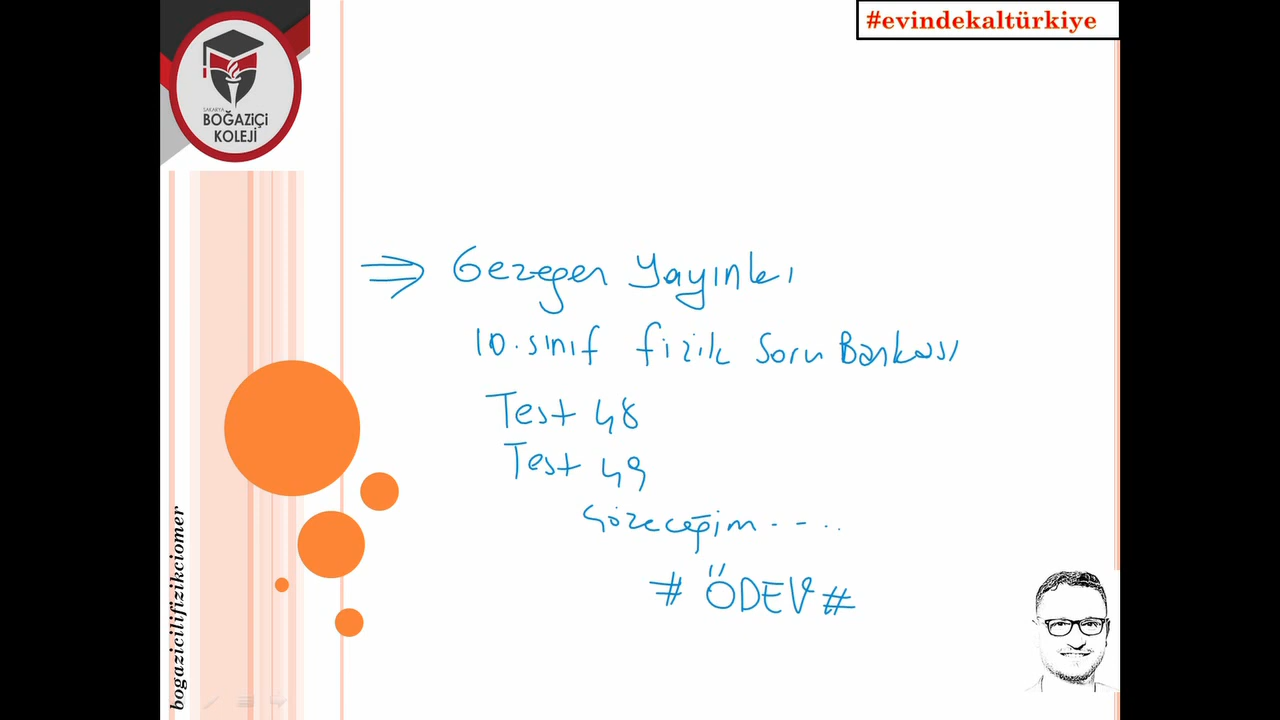 #evindekaltürkiye
SAKARYA
BOĞAZİÇİ
KOLEJİ
⇒ Gezegen Yayınları
10. sınıf fizik Soru Bankası
Test 48
Test 49
Çözeceğim - - . .
# ÖDEV #
bogazicilifizikciomer